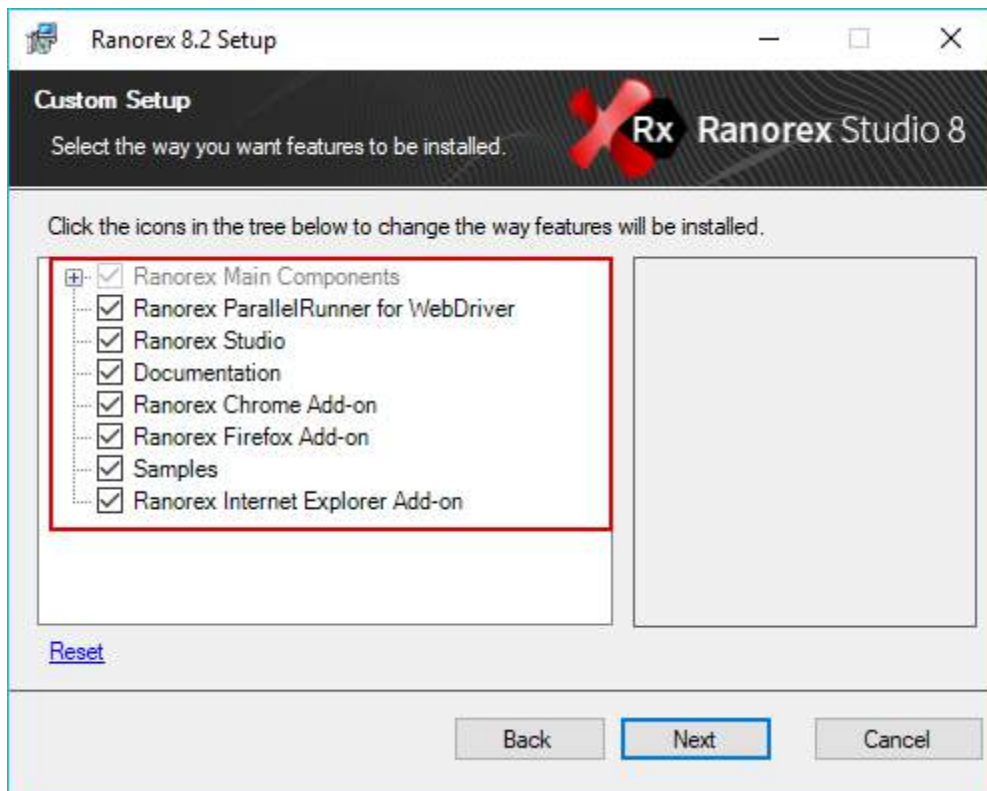 Ranorex 8.2 Setup
Custom Setup
Select the way you want features to be installed.
Rx Ranorex Studio 8
Click the icons in the tree below to change the way features will be installed.
Ranorex Main Components
Ranorex ParallelRunner for WebDriver
Ranorex Studio
Documentation
Ranorex Chrome Add-on
Ranorex Firefox Add-on
Samples
Ranorex Internet Explorer Add-on
Reset
Back Next Cancel